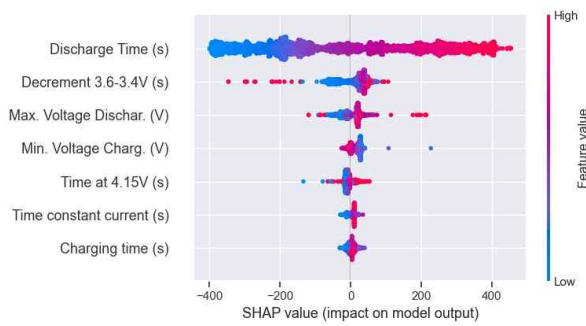 High
Discharge Time (s)
Decrement 3.6-3.4V (s)
Max. Voltage Dischar. (V)
Min. Voltage Charg. (V)
Time at 4.15V (s)
Time constant current (s)
Charging time (s)
Feature value
Low
−400 −200 0 200 400
SHAP value (impact on model output)